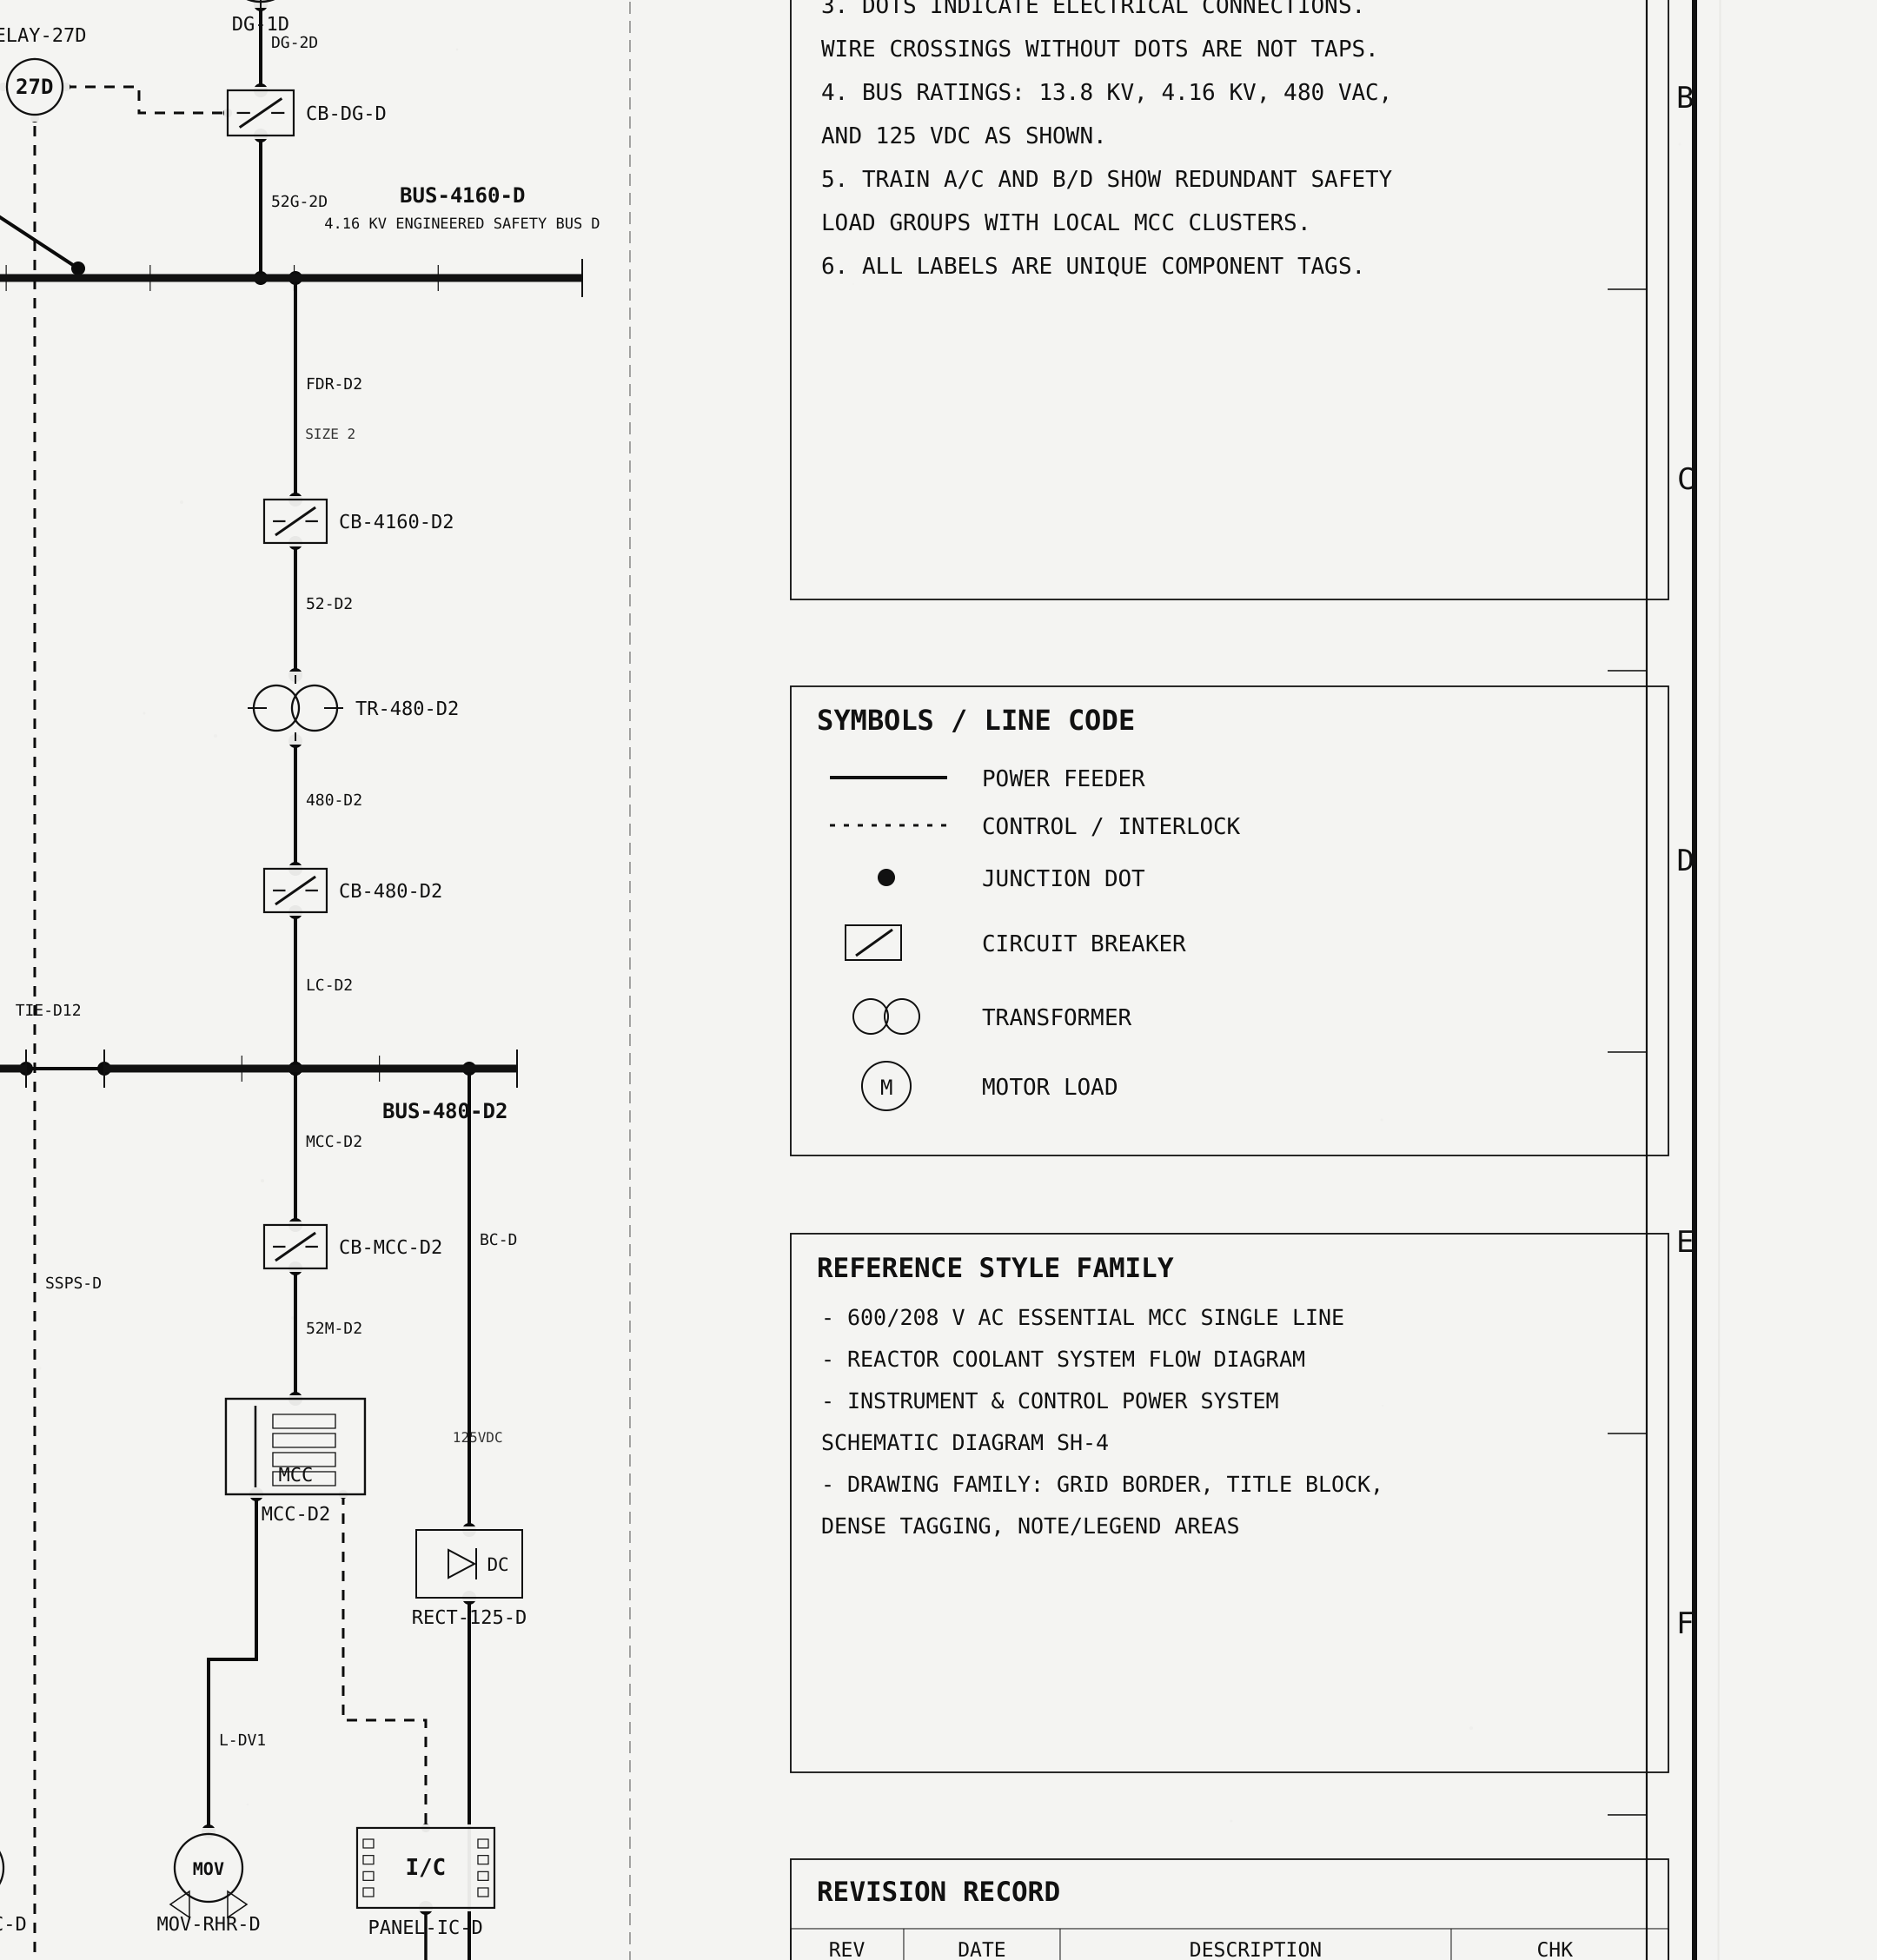 DG-1D
ELAY-27D
DG-2D
27D
CB-DG-D
52G-2D
BUS-4160-D
4.16 KV ENGINEERED SAFETY BUS D
FDR-D2
SIZE 2
CB-4160-D2
52-D2
TR-480-D2
480-D2
CB-480-D2
LC-D2
TIE-D12
BUS-480-D2
MCC-D2
CB-MCC-D2
BC-D
SSPS-D
52M-D2
125VDC
MCC
MCC-D2
DC
RECT-125-D
L-DV1
MOV
I/C
C-D
MOV-RHR-D
PANEL-IC-D
3. DOTS INDICATE ELECTRICAL CONNECTIONS.
WIRE CROSSINGS WITHOUT DOTS ARE NOT TAPS.
4. BUS RATINGS: 13.8 KV, 4.16 KV, 480 VAC,
AND 125 VDC AS SHOWN.
5. TRAIN A/C AND B/D SHOW REDUNDANT SAFETY
LOAD GROUPS WITH LOCAL MCC CLUSTERS.
6. ALL LABELS ARE UNIQUE COMPONENT TAGS.
SYMBOLS / LINE CODE
POWER FEEDER
CONTROL / INTERLOCK
JUNCTION DOT
CIRCUIT BREAKER
TRANSFORMER
M
MOTOR LOAD
REFERENCE STYLE FAMILY
- 600/208 V AC ESSENTIAL MCC SINGLE LINE
- REACTOR COOLANT SYSTEM FLOW DIAGRAM
- INSTRUMENT & CONTROL POWER SYSTEM
SCHEMATIC DIAGRAM SH-4
- DRAWING FAMILY: GRID BORDER, TITLE BLOCK,
DENSE TAGGING, NOTE/LEGEND AREAS
REVISION RECORD
REV DATE DESCRIPTION CHK
B
C
D
E
F